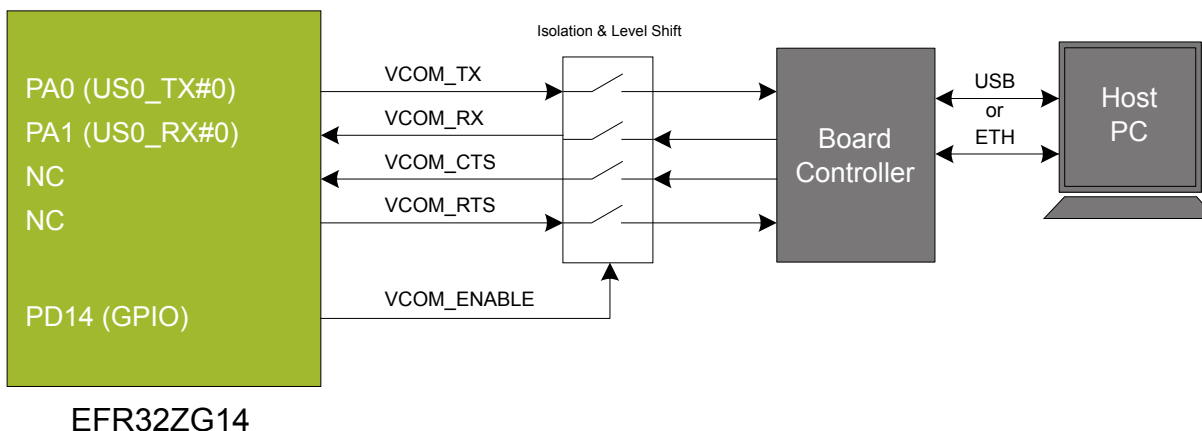 Isolation & Level Shift
PA0 (US0_TX#0)
PA1 (US0_RX#0)
NC
NC
PD14 (GPIO)
VCOM_TX
VCOM_RX
VCOM_CTS
VCOM_RTS
VCOM_ENABLE
Board
Controller
USB
or
ETH
Host
PC
EFR32ZG14